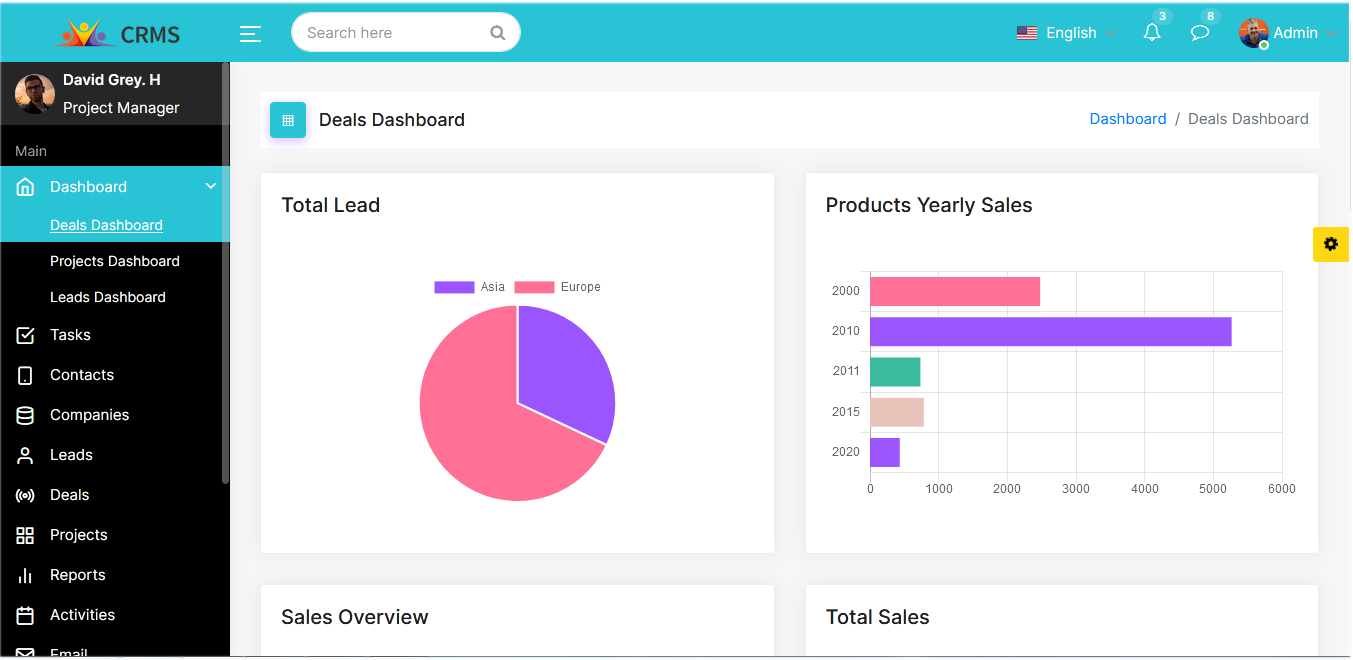 CRMS
Search here
English
3
8
Admin
David Grey. H
Project Manager
Main
Dashboard
Deals Dashboard
Projects Dashboard
Leads Dashboard
Tasks
Contacts
Companies
Leads
Deals
Projects
Reports
Activities
Email
Deals Dashboard
Dashboard / Deals Dashboard
Total Lead
Asia Europe
Products Yearly Sales
2000
2010
2011
2015
2020
0 1000 2000 3000 4000 5000 6000
Sales Overview
Total Sales